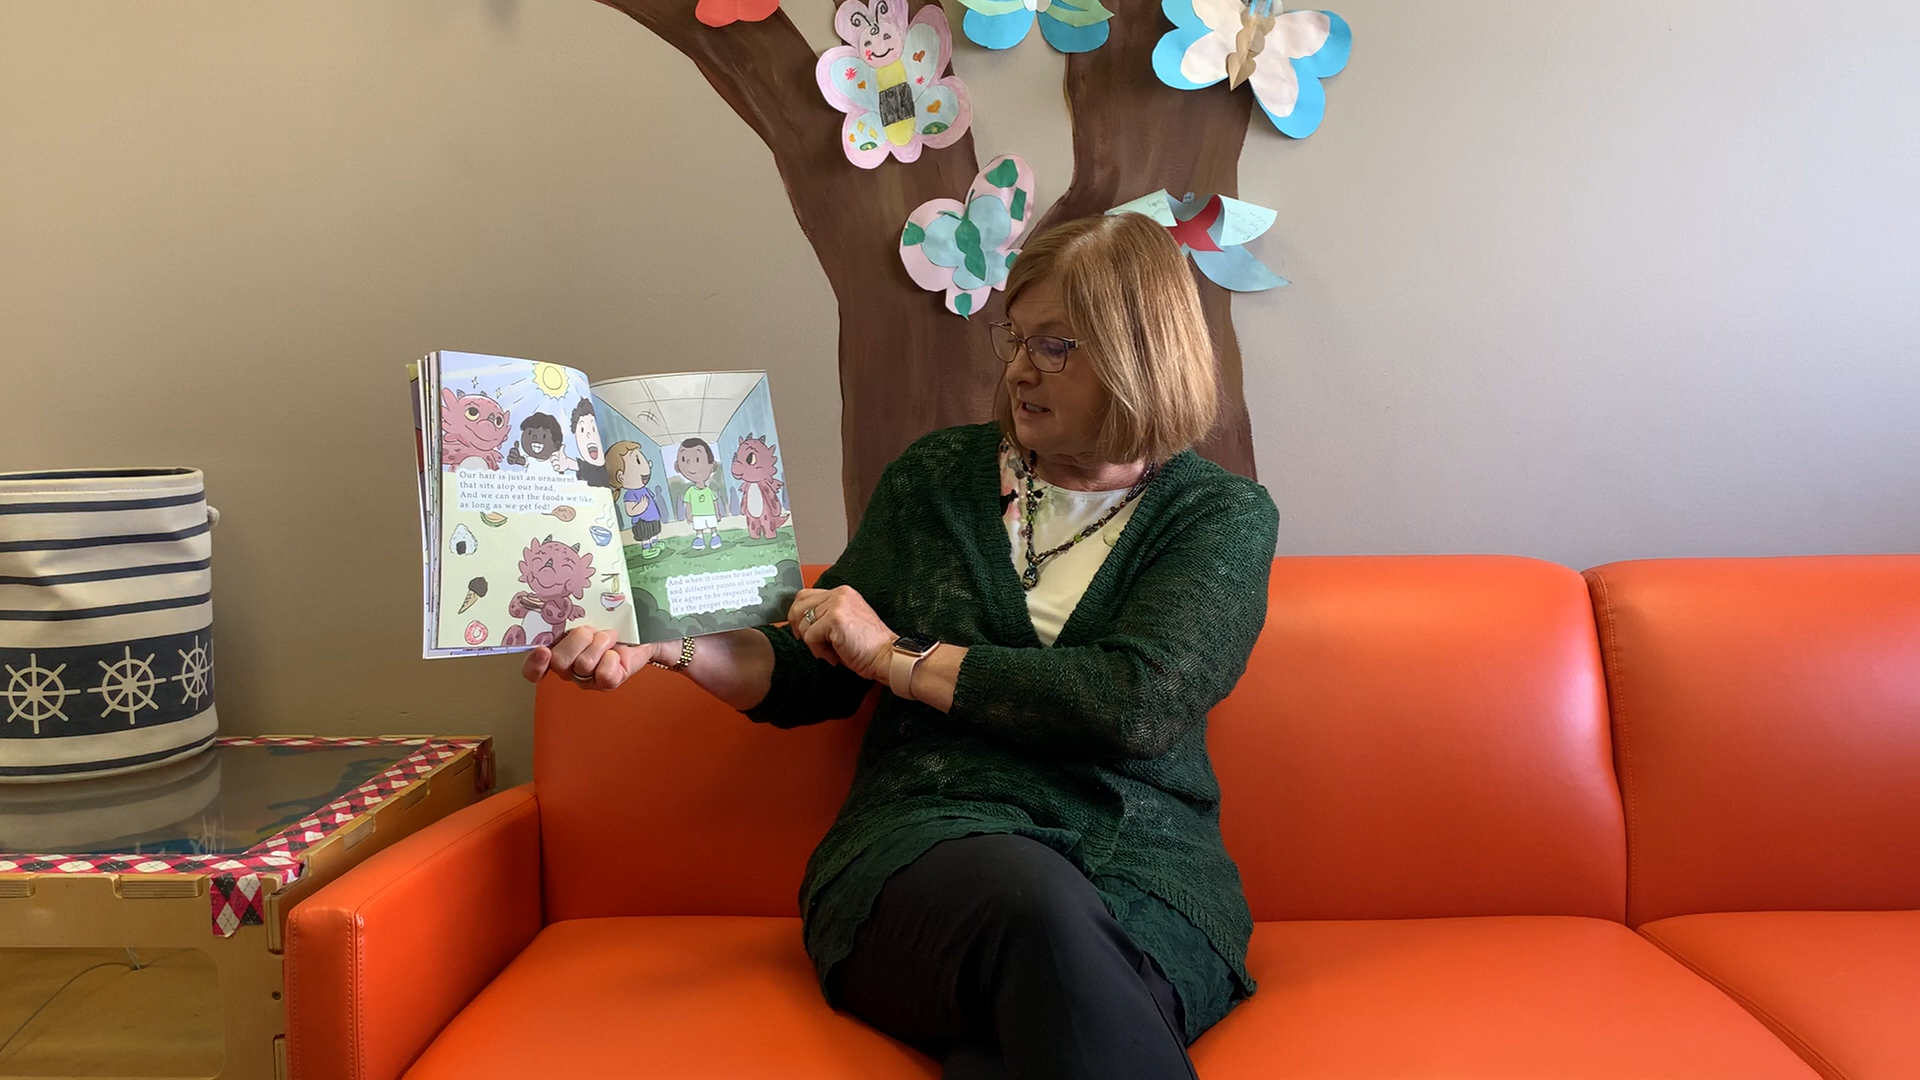 Our hair is just an ornament
that sits atop our head.
And we can eat the foods we like,
as long as we get fed!
And when it comes to our beliefs
and different points of view,
We agree to be respectful,
it's the proper thing to do.